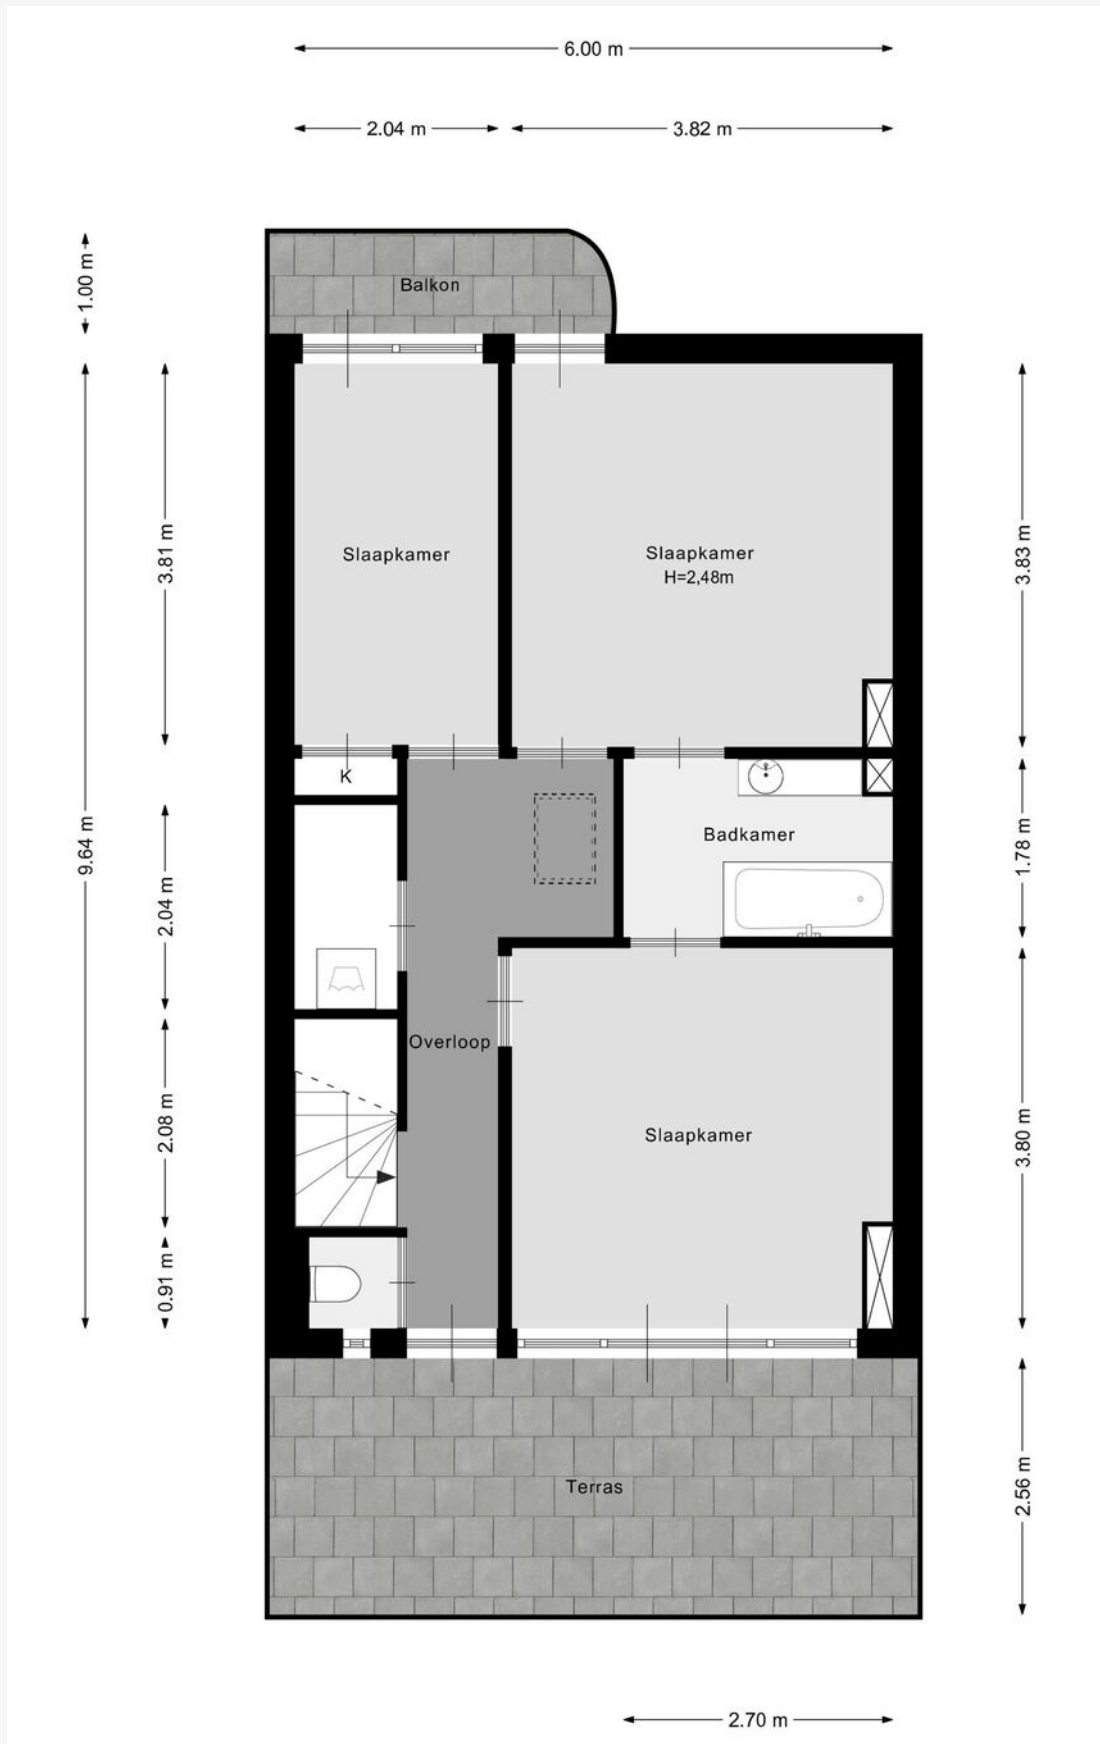 6.00 m
2.04 m
3.82 m
1.00 m
Balkon
9.64 m
3.81 m
3.83 m
Slaapkamer
Slaapkamer
H=2,48m
K
Badkamer
1.78 m
2.04 m
Overloop
2.08 m
Slaapkamer
3.80 m
0.91 m
Terras
2.56 m
2.70 m